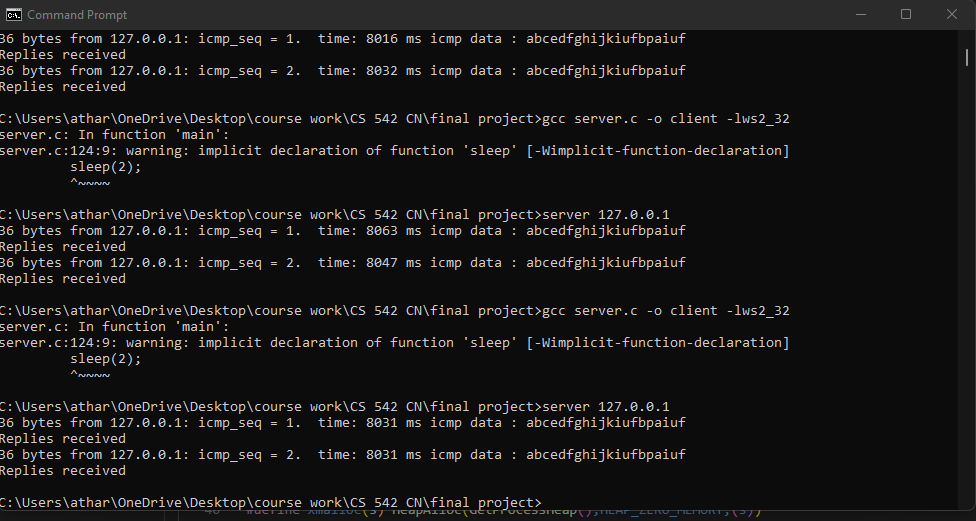 Command Prompt
36 bytes from 127.0.0.1: icmp_seq = 1.  time: 8016 ms icmp data : abcedfghijkiufbpaiuf
Replies received
36 bytes from 127.0.0.1: icmp_seq = 2.  time: 8032 ms icmp data : abcedfghijkiufbpaiuf
Replies received
C:\Users\athar\OneDrive\Desktop\course work\CS 542 CN\final project>gcc server.c -o client -lws2_32
server.c: In function 'main':
server.c:124:9: warning: implicit declaration of function 'sleep' [-Wimplicit-function-declaration]
         sleep(2);
         ^~~~~
C:\Users\athar\OneDrive\Desktop\course work\CS 542 CN\final project>server 127.0.0.1
36 bytes from 127.0.0.1: icmp_seq = 1.  time: 8063 ms icmp data : abcedfghijkiufbpaiuf
Replies received
36 bytes from 127.0.0.1: icmp_seq = 2.  time: 8047 ms icmp data : abcedfghijkiufbpaiuf
Replies received
C:\Users\athar\OneDrive\Desktop\course work\CS 542 CN\final project>gcc server.c -o client -lws2_32
server.c: In function 'main':
server.c:124:9: warning: implicit declaration of function 'sleep' [-Wimplicit-function-declaration]
         sleep(2);
         ^~~~~
C:\Users\athar\OneDrive\Desktop\course work\CS 542 CN\final project>server 127.0.0.1
36 bytes from 127.0.0.1: icmp_seq = 1.  time: 8031 ms icmp data : abcedfghijkiufbpaiuf
Replies received
36 bytes from 127.0.0.1: icmp_seq = 2.  time: 8031 ms icmp data : abcedfghijkiufbpaiuf
Replies received
C:\Users\athar\OneDrive\Desktop\course work\CS 542 CN\final project>